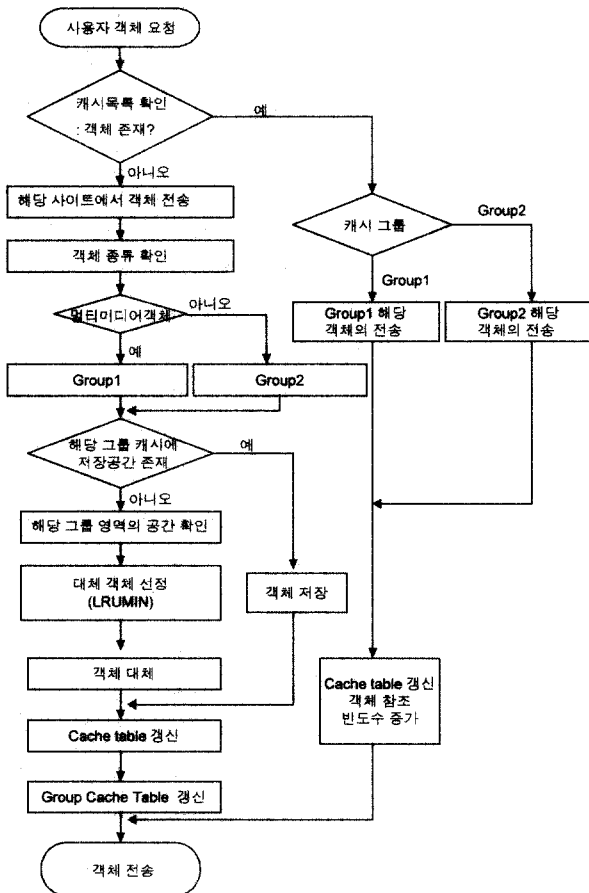 사용자 객체 요청
캐시목록 확인
: 객체 존재?
예
아니오
해당 사이트에서 객체 전송
객체 종류 확인
멀티미디어객체
아니오
예
Group1
Group2
캐시 그룹
Group2
Group1
Group1 해당
객체의 전송
Group2 해당
객체의 전송
해당 그룹 캐시에
저장공간 존재
예
아니오
해당 그룹 영역의 공간 확인
대체 객체 선정
(LRUMIN)
객체 저장
객체 대체
Cache table 갱신
Group Cache Table 갱신
Cache table 갱신
객체 참조
빈도수 증가
객체 전송